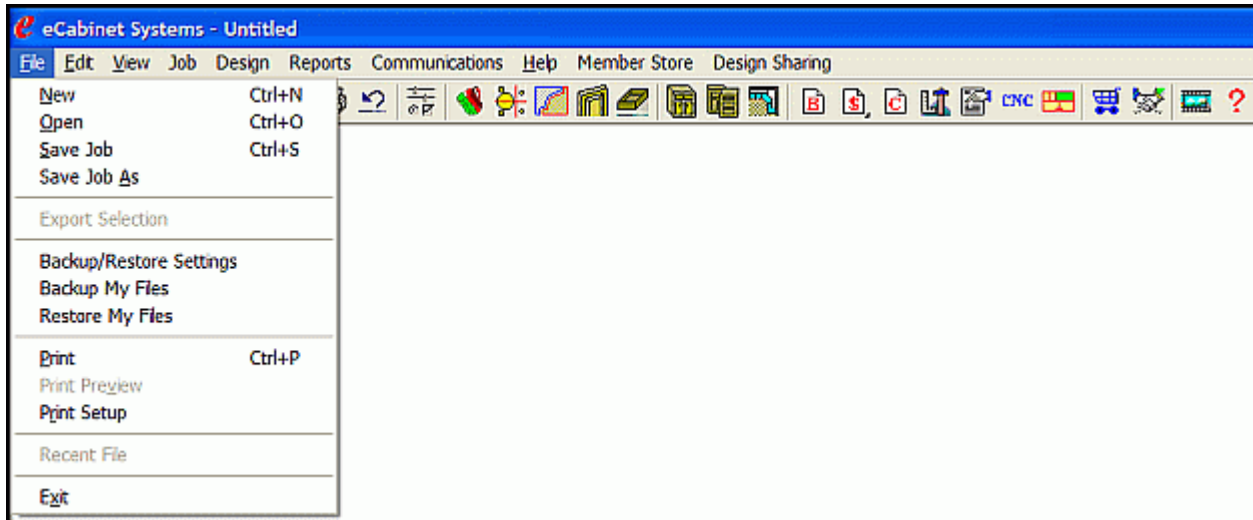 eCabinet Systems - Untitled
File Edit View Job Design Reports Communications Help Member Store Design Sharing
New Ctrl+N
Open Ctrl+O
Save Job Ctrl+S
Save Job As
Export Selection
Backup/Restore Settings
Backup My Files
Restore My Files
Print Ctrl+P
Print Preview
Print Setup
Recent File
Exit
B $ C CNC ?